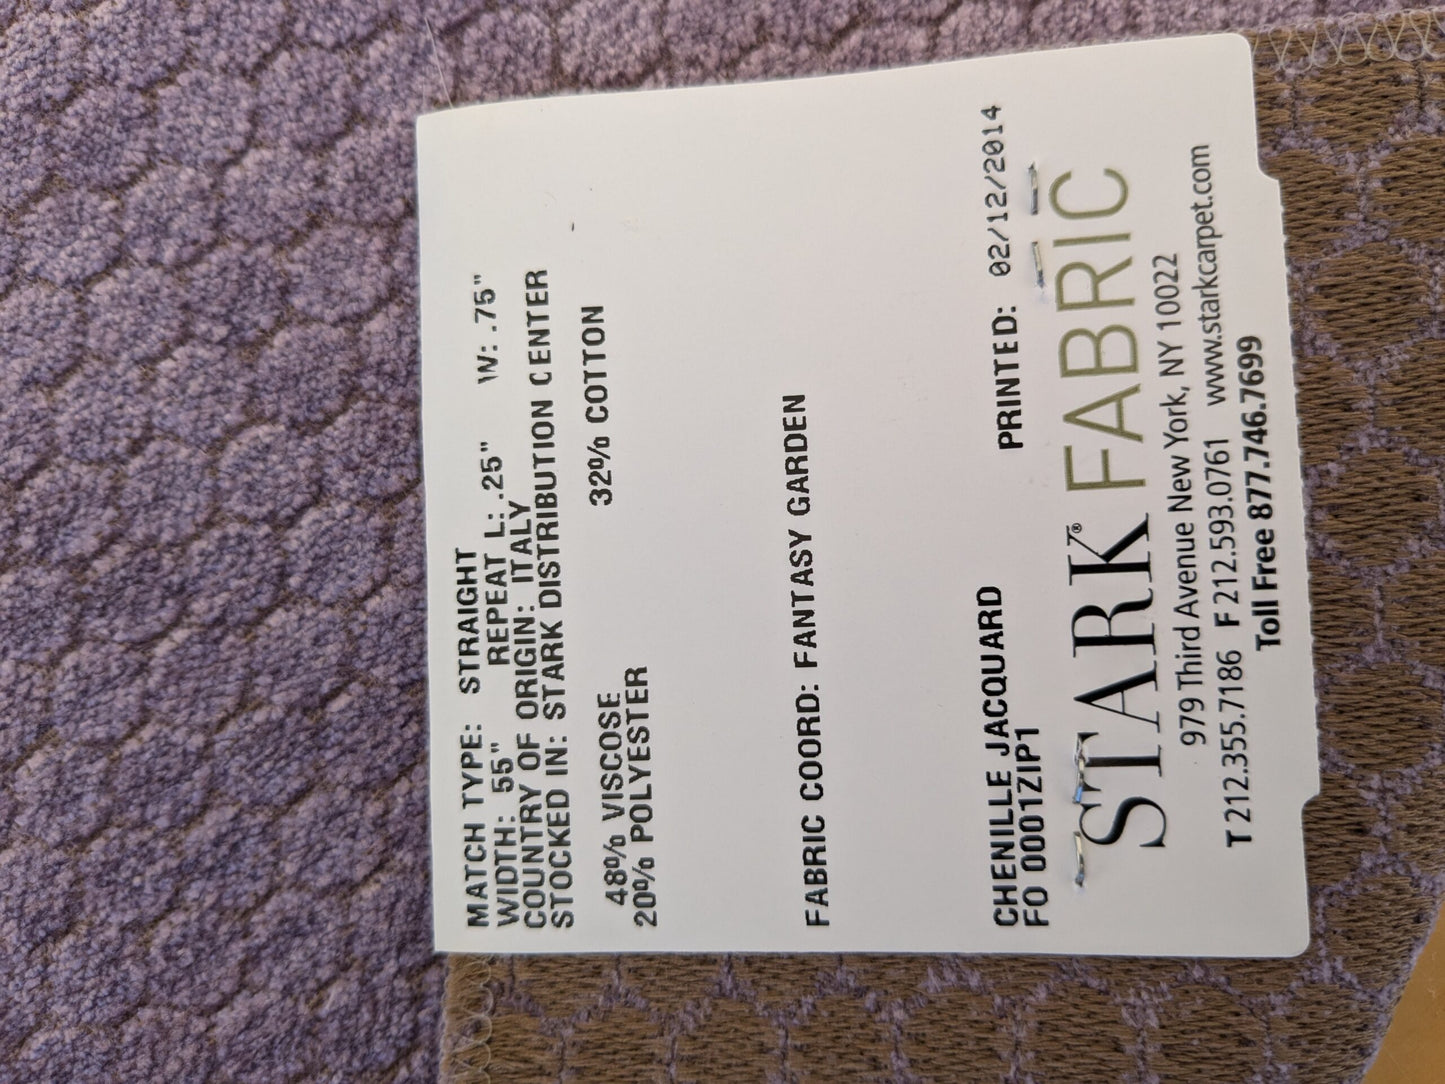 MATCH TYPE: STRAIGHT
WIDTH: 55" REPEAT L: .25" W: .75"
COUNTRY OF ORIGIN: ITALY
STOCKED IN: STARK DISTRIBUTION CENTER
48% VISCOSE 32% COTTON
20% POLYESTER
FABRIC COORD: FANTASY GARDEN
CHENILLE JACQUARD PRINTED: 02/12/2014
FO 0001ZIP1
STARK® FABRIC
979 Third Avenue New York, NY 10022
T 212.355.7186 F 212.593.0761 www.starkcarpet.com
Toll Free 877.746.7699